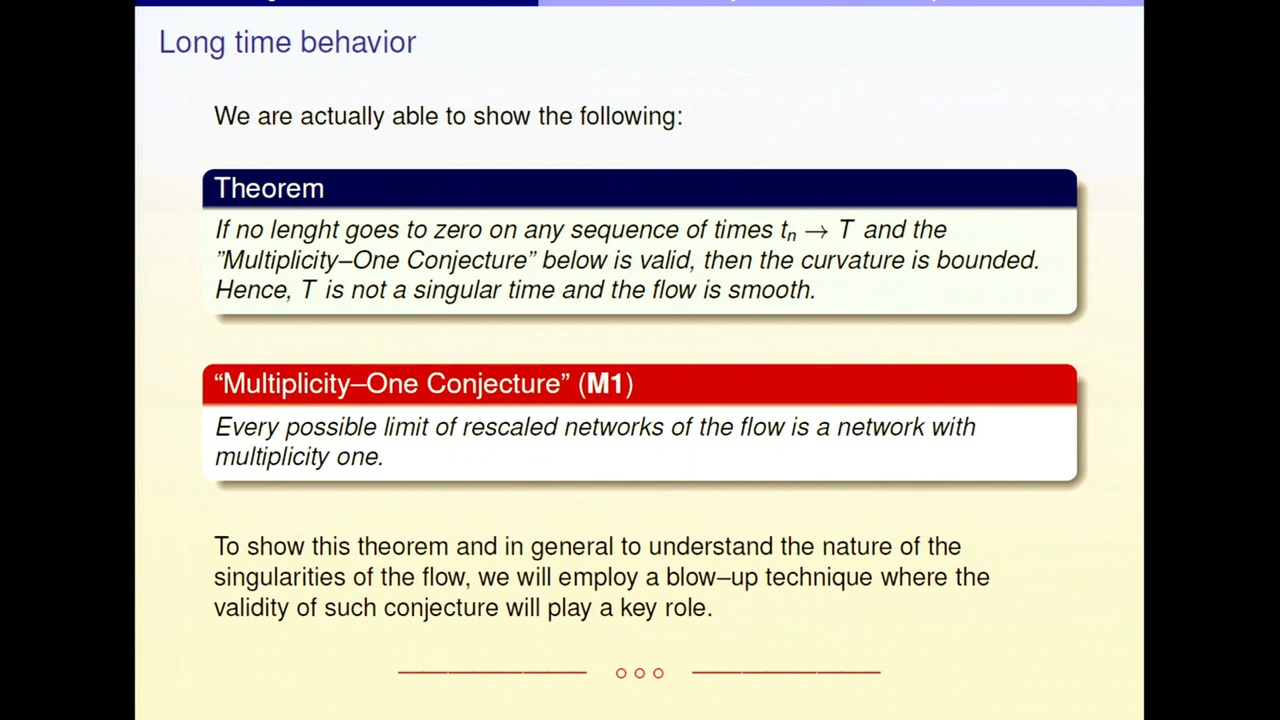 Long time behavior
We are actually able to show the following:
Theorem
If no lenght goes to zero on any sequence of times tₙ → T and the
”Multiplicity–One Conjecture” below is valid, then the curvature is bounded.
Hence, T is not a singular time and the flow is smooth.
“Multiplicity–One Conjecture” (M1)
Every possible limit of rescaled networks of the flow is a network with
multiplicity one.
To show this theorem and in general to understand the nature of the
singularities of the flow, we will employ a blow–up technique where the
validity of such conjecture will play a key role.